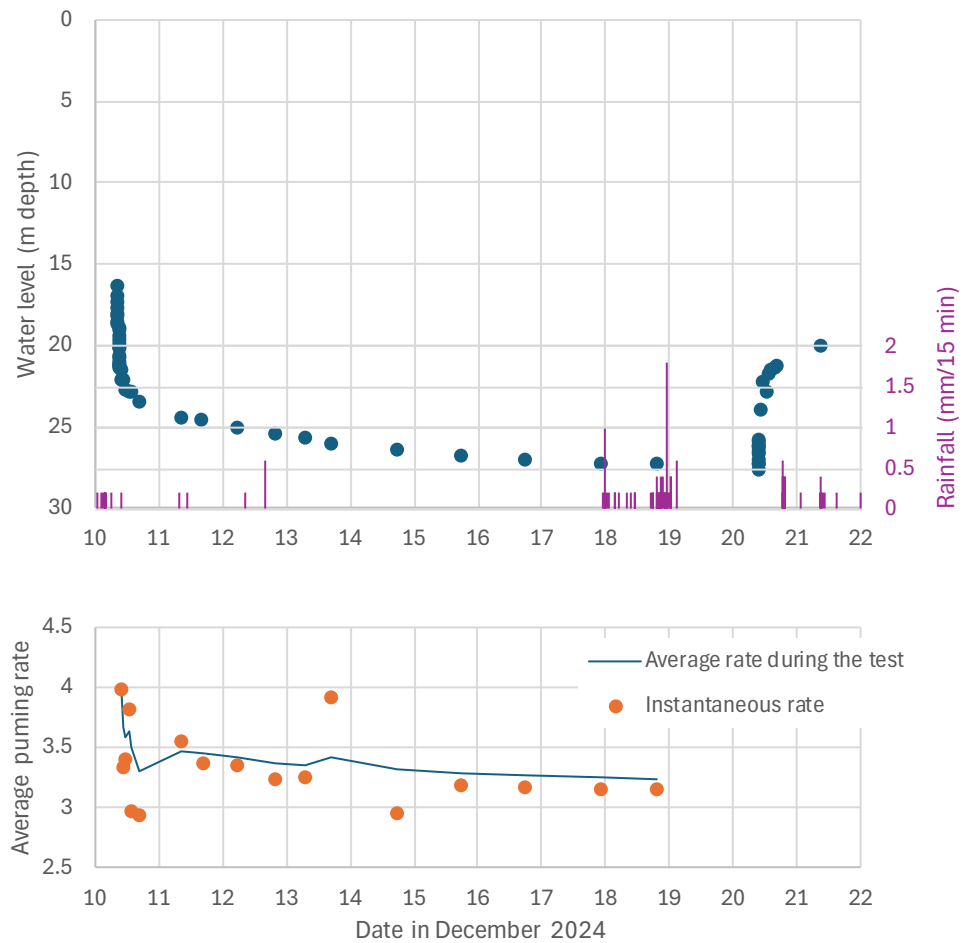 0
5
10
15
20
25
30
Water level (m depth)
2
1.5
1
0.5
0
Rainfall (mm/15 min)
10 11 12 13 14 15 16 17 18 19 20 21 22
4.5
4
3.5
3
2.5
Average puming rate
Average rate during the test
Instantaneous rate
10 11 12 13 14 15 16 17 18 19 20 21 22
Date in December 2024